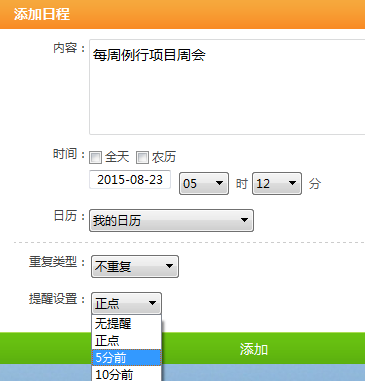 添加日程
内容：
每周例行项目周会
时间：
全天 农历
2015-08-23 05 时 12 分
日历： 我的日历
重复类型： 不重复
提醒设置： 正点
无提醒
正点
5分前
10分前
添加